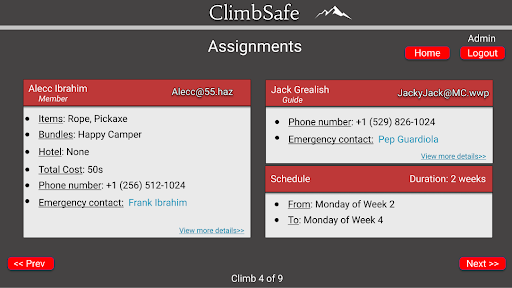 ClimbSafe
Admin
Assignments
Home
Logout
Alecc Ibrahim
Member
Alecc@55.haz
Items: Rope, Pickaxe
Bundles: Happy Camper
Hotel: None
Total Cost: 50s
Phone number: +1 (256) 512-1024
Emergency contact: Frank Ibrahim
View more details>>
Jack Grealish
Guide
JackyJack@MC.wwp
Phone number: +1 (529) 826-1024
Emergency contact: Pep Guardiola
View more details>>
Schedule
Duration: 2 weeks
From: Monday of Week 2
To: Monday of Week 4
<< Prev
Climb 4 of 9
Next >>